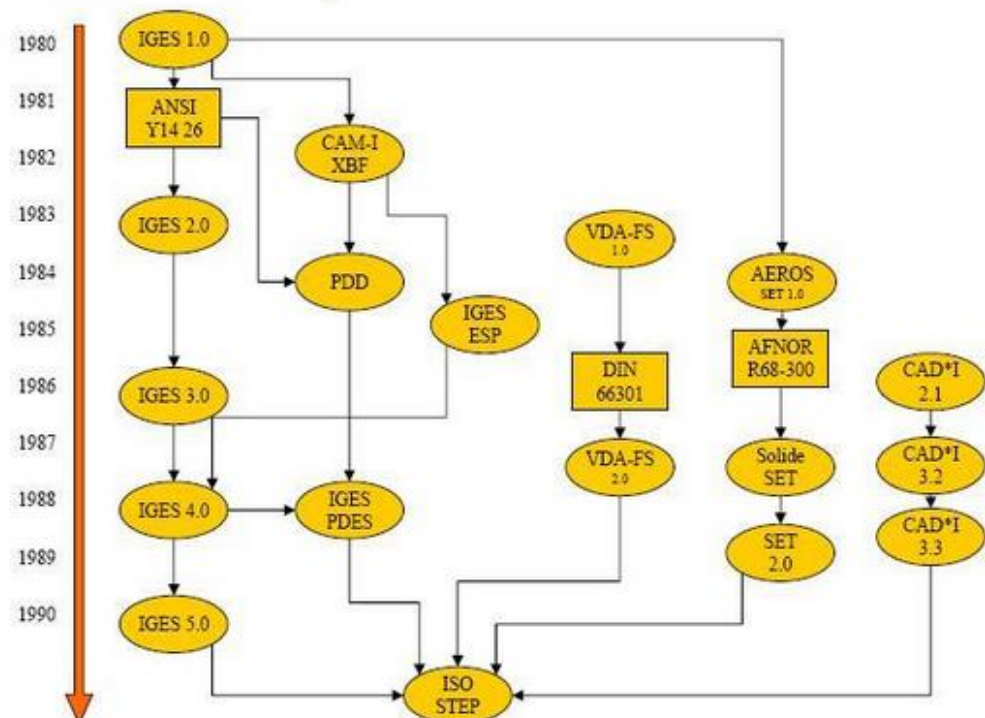 1980
1981
1982
1983
1984
1985
1986
1987
1988
1989
1990
IGES 1.0
ANSI
Y14 26
CAM-I
XBF
IGES 2.0
VDA-FS
1.0
PDD
AEROS
SET 1.0
IGES
ESP
AFNOR
R68-300
DIN
66301
CAD*I
2.1
IGES 3.0
VDA-FS
2.0
Solide
SET
CAD*I
3.2
IGES 4.0
IGES
PDES
CAD*I
3.3
SET
2.0
IGES 5.0
ISO
STEP